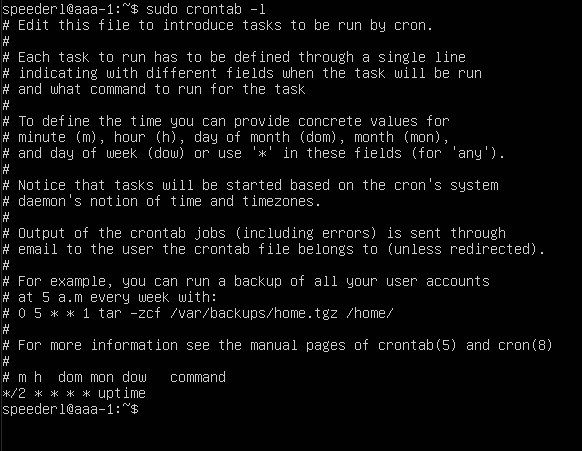 speederl@aaa-1:~$ sudo crontab -l
# Edit this file to introduce tasks to be run by cron.
#
# Each task to run has to be defined through a single line
# indicating with different fields when the task will be run
# and what command to run for the task
#
# To define the time you can provide concrete values for
# minute (m), hour (h), day of month (dom), month (mon),
# and day of week (dow) or use '*' in these fields (for 'any').
#
# Notice that tasks will be started based on the cron's system
# daemon's notion of time and timezones.
#
# Output of the crontab jobs (including errors) is sent through
# email to the user the crontab file belongs to (unless redirected).
#
# For example, you can run a backup of all your user accounts
# at 5 a.m every week with:
# 0 5 * * 1 tar -zcf /var/backups/home.tgz /home/
#
# For more information see the manual pages of crontab(5) and cron(8)
#
# m h  dom mon dow   command
*/2 * * * * uptime
speederl@aaa-1:~$